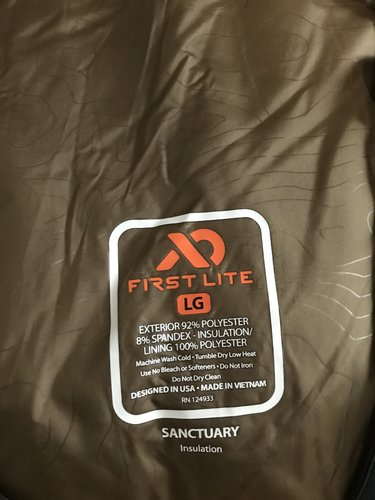 FIRST LITE
LG
EXTERIOR 92% POLYESTER
8% SPANDEX - INSULATION/
LINING 100% POLYESTER
Machine Wash Cold • Tumble Dry Low Heat
Use No Bleach or Softeners • Do Not Iron
Do Not Dry Clean
DESIGNED IN USA • MADE IN VIETNAM
RN 124933
SANCTUARY
Insulation